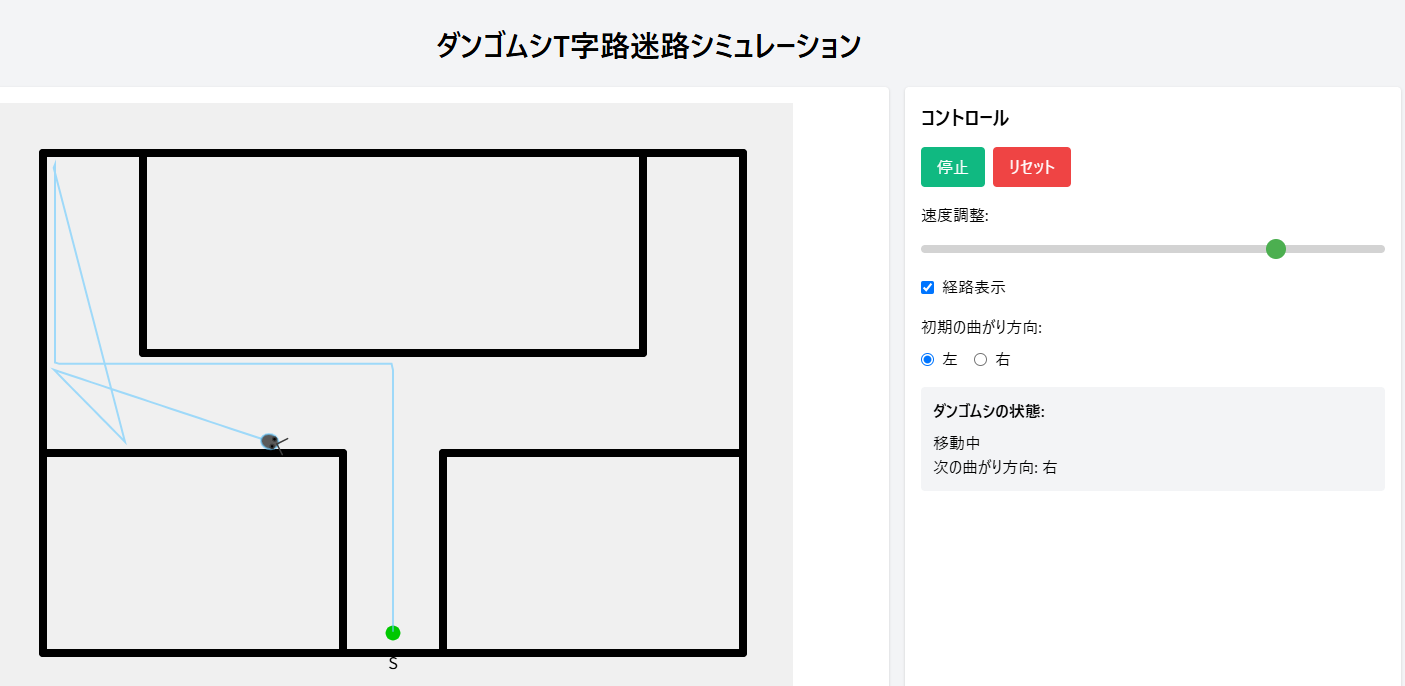 ダンゴムシT字路迷路シミュレーション
S
コントロール
停止
リセット
速度調整:
経路表示
初期の曲がり方向:
左
右
ダンゴムシの状態:
移動中
次の曲がり方向: 右